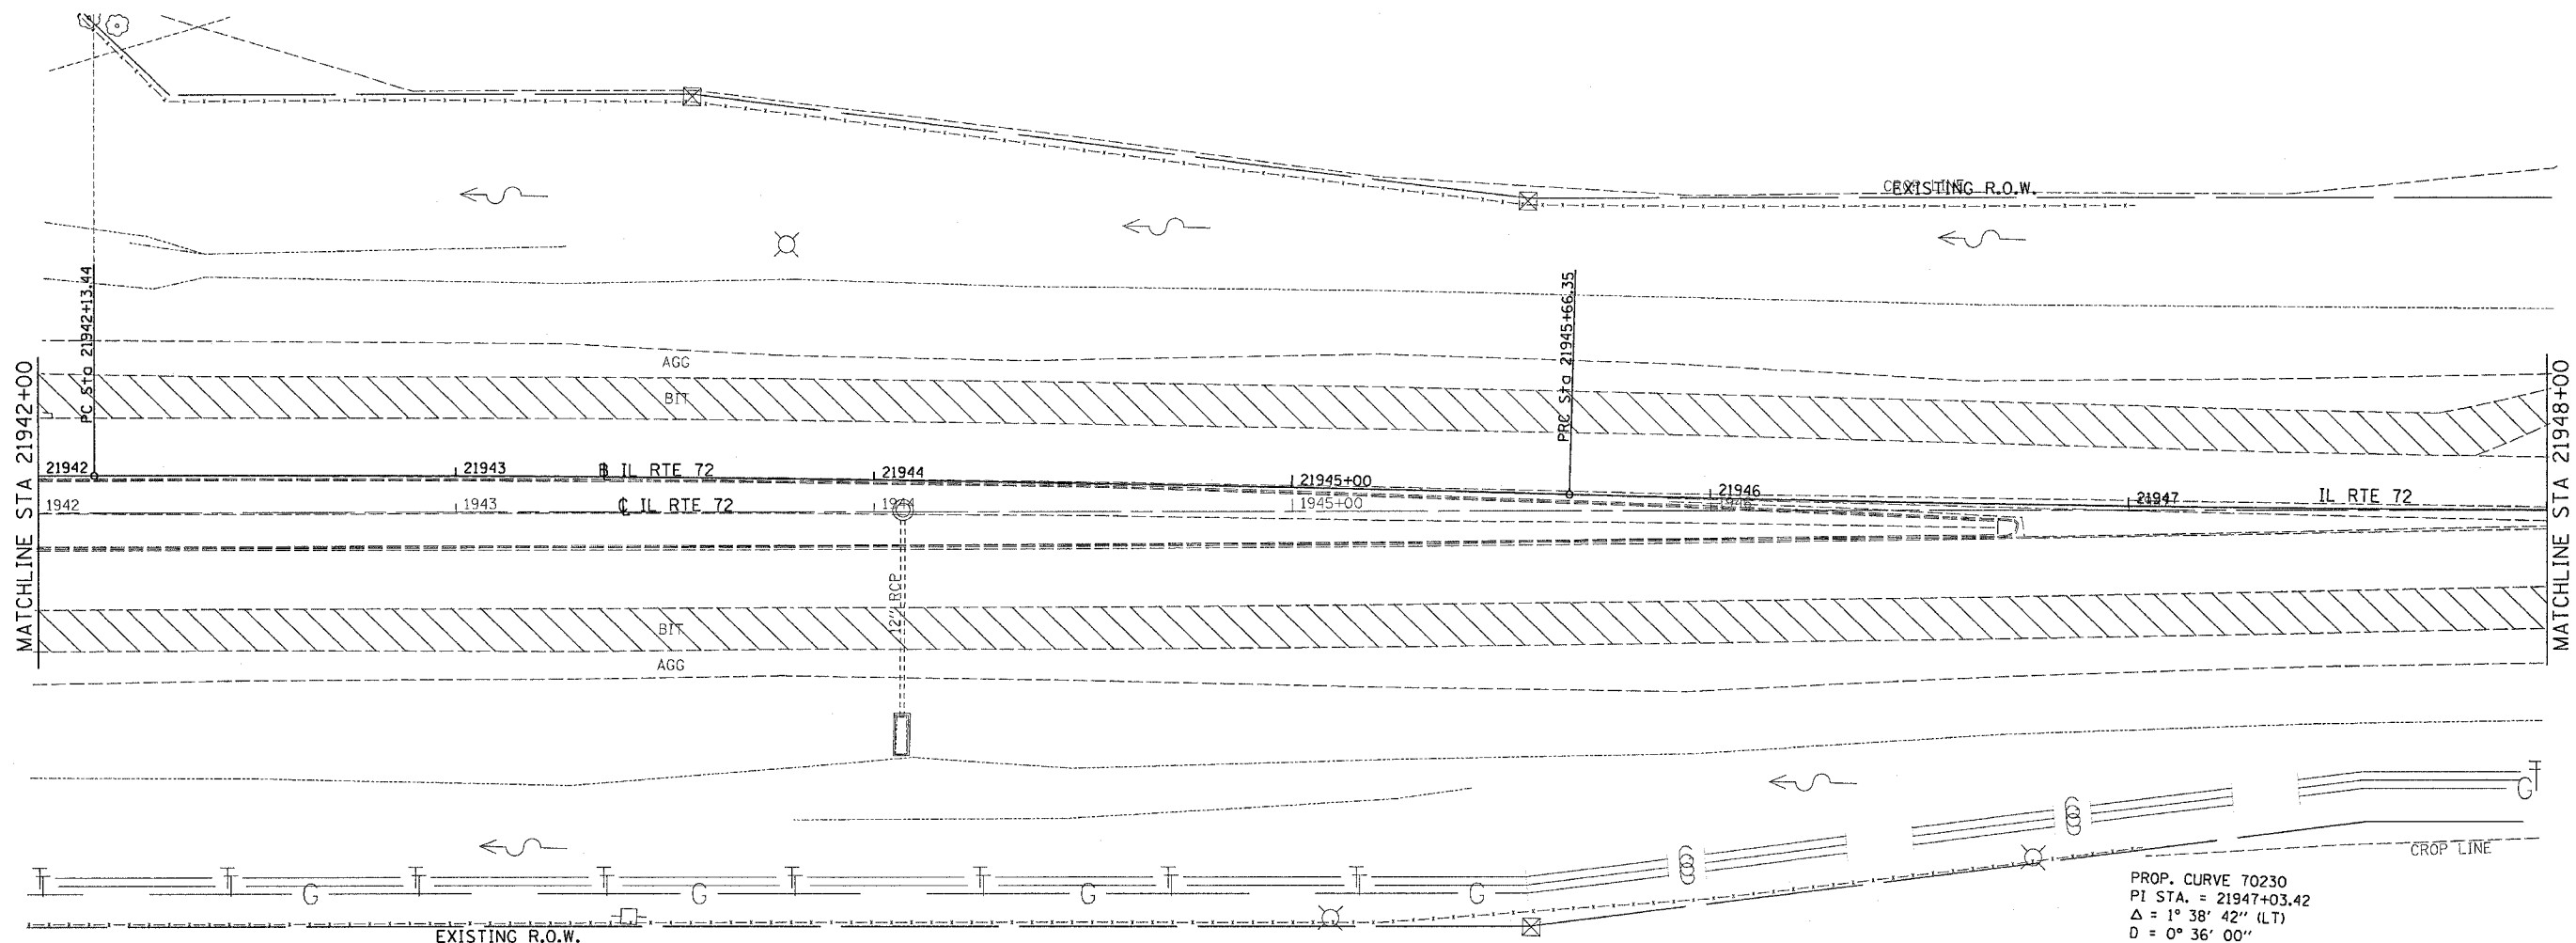 EXISTING R.O.W.
PC Sta 21942+13.44
PRC Sta 21945+66.35
MATCHLINE STA 21942+00
MATCHLINE STA 21948+00
AGG
BIT
21942
21943
B IL RTE 72
21944
21945+00
21946
21947
IL RTE 72
1942
1943
℄ IL RTE 72
1944
1945+00
1946
12" RCP
BIT
AGG
T T T T T T T T T
G G G G
CROP LINE
EXISTING R.O.W.
PROP. CURVE 70230
PI STA. = 21947+03.42
Δ = 1° 38' 42" (LT)
D = 0° 36' 00"